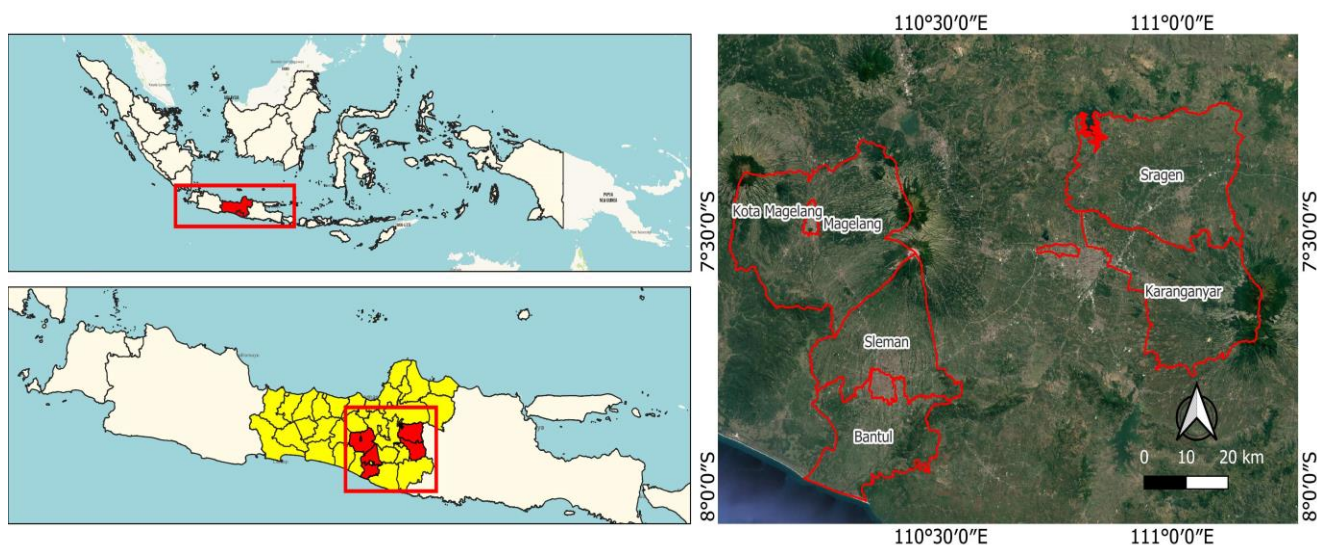 110°30′0″E 111°0′0″E
Sragen
Kota Magelang
Magelang
7°30′0″S
7°30′0″S
Karanganyar
Sleman
Bantul
0 10 20 km
8°0′0″S
8°0′0″S
110°30′0″E 111°0′0″E